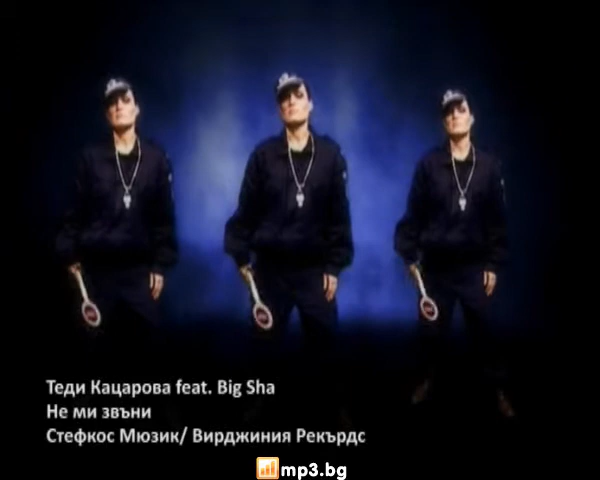 Теди Кацарова feat. Big Sha
Не ми звъни
Стефкос Мюзик/ Вирджиния Рекърдс
mp3.bg